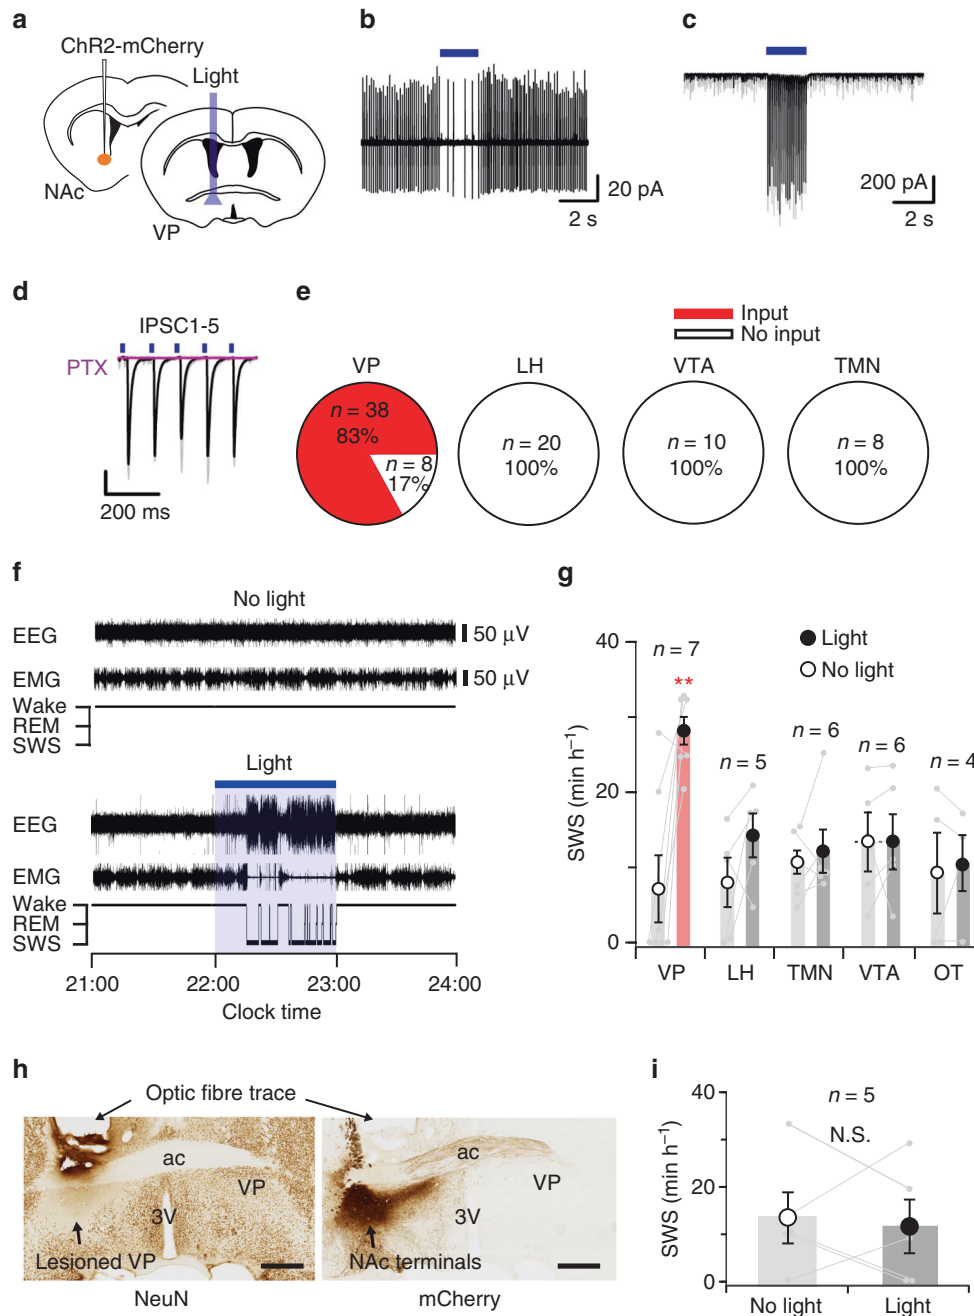 a
ChR2-mCherry
Light
NAc
VP
b
20 pA
2 s
c
200 pA
2 s
d
IPSC1-5
PTX
200 ms
e
Input
No input
VP
LH
VTA
TMN
n = 38
83%
n = 8
17%
n = 20
100%
n = 10
100%
n = 8
100%
f
No light
EEG
50 µV
EMG
50 µV
Wake
REM
SWS
Light
EEG
EMG
Wake
REM
SWS
21:00
22:00
23:00
24:00
Clock time
g
40
20
0
SWS (min h⁻¹)
Light
No light
n = 7
**
n = 5
n = 6
n = 6
n = 4
VP
LH
TMN
VTA
OT
h
Optic fibre trace
ac
VP
3V
Lesioned VP
NeuN
ac
VP
3V
NAc terminals
mCherry
i
40
20
0
SWS (min h⁻¹)
n = 5
N.S.
No light
Light